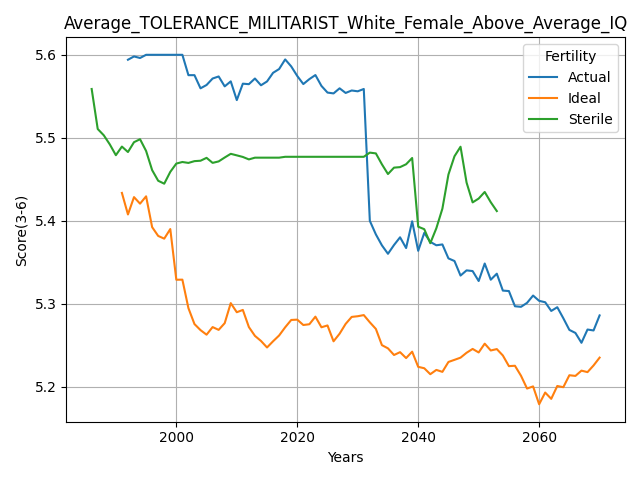 Average_TOLERANCE_MILITARIST_White_Female_Above_Average_IQ
Fertility
Actual
Ideal
Sterile
5.6
5.5
5.4
5.3
5.2
Score(3-6)
2000
2020
2040
2060
Years